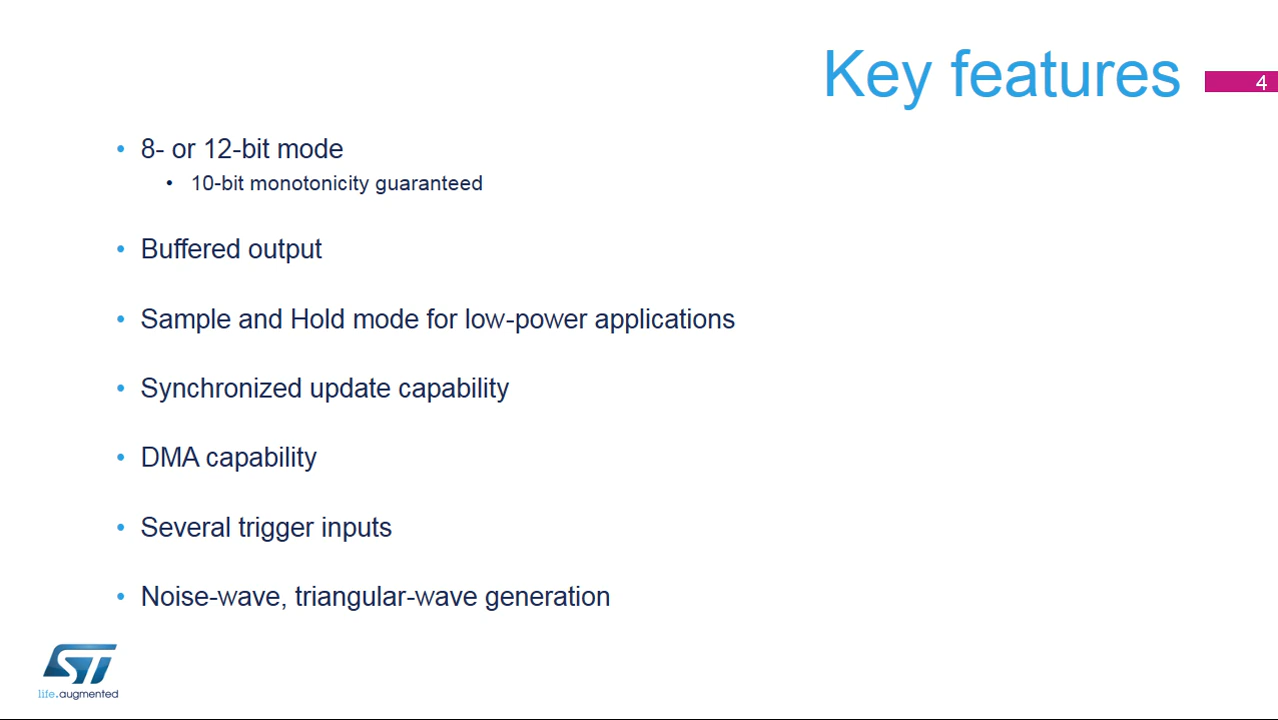 Key features
4
• 8- or 12-bit mode
• 10-bit monotonicity guaranteed
• Buffered output
• Sample and Hold mode for low-power applications
• Synchronized update capability
• DMA capability
• Several trigger inputs
• Noise-wave, triangular-wave generation
ST
life.augmented